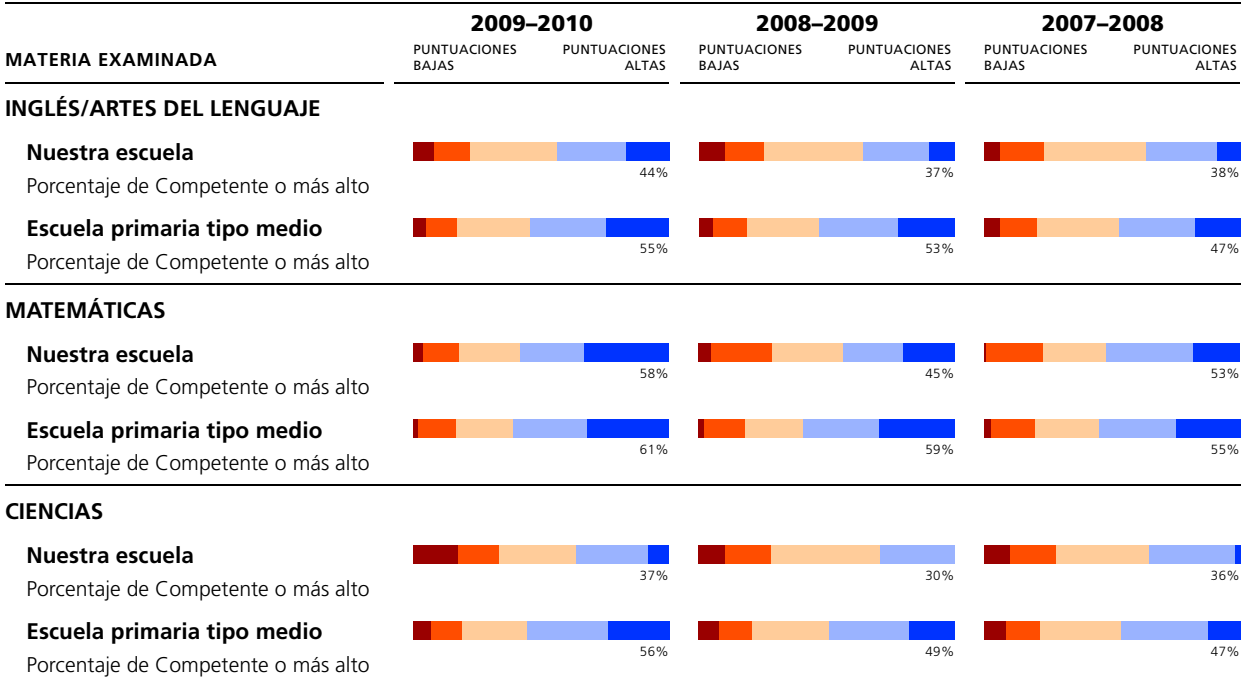 2009–2010 2008–2009 2007–2008
MATERIA EXAMINADA PUNTUACIONES BAJAS PUNTUACIONES ALTAS PUNTUACIONES BAJAS PUNTUACIONES ALTAS PUNTUACIONES BAJAS PUNTUACIONES ALTAS
INGLÉS/ARTES DEL LENGUAJE
Nuestra escuela
Porcentaje de Competente o más alto 44% 37% 38%
Escuela primaria tipo medio
Porcentaje de Competente o más alto 55% 53% 47%
MATEMÁTICAS
Nuestra escuela
Porcentaje de Competente o más alto 58% 45% 53%
Escuela primaria tipo medio
Porcentaje de Competente o más alto 61% 59% 55%
CIENCIAS
Nuestra escuela
Porcentaje de Competente o más alto 37% 30% 36%
Escuela primaria tipo medio
Porcentaje de Competente o más alto 56% 49% 47%